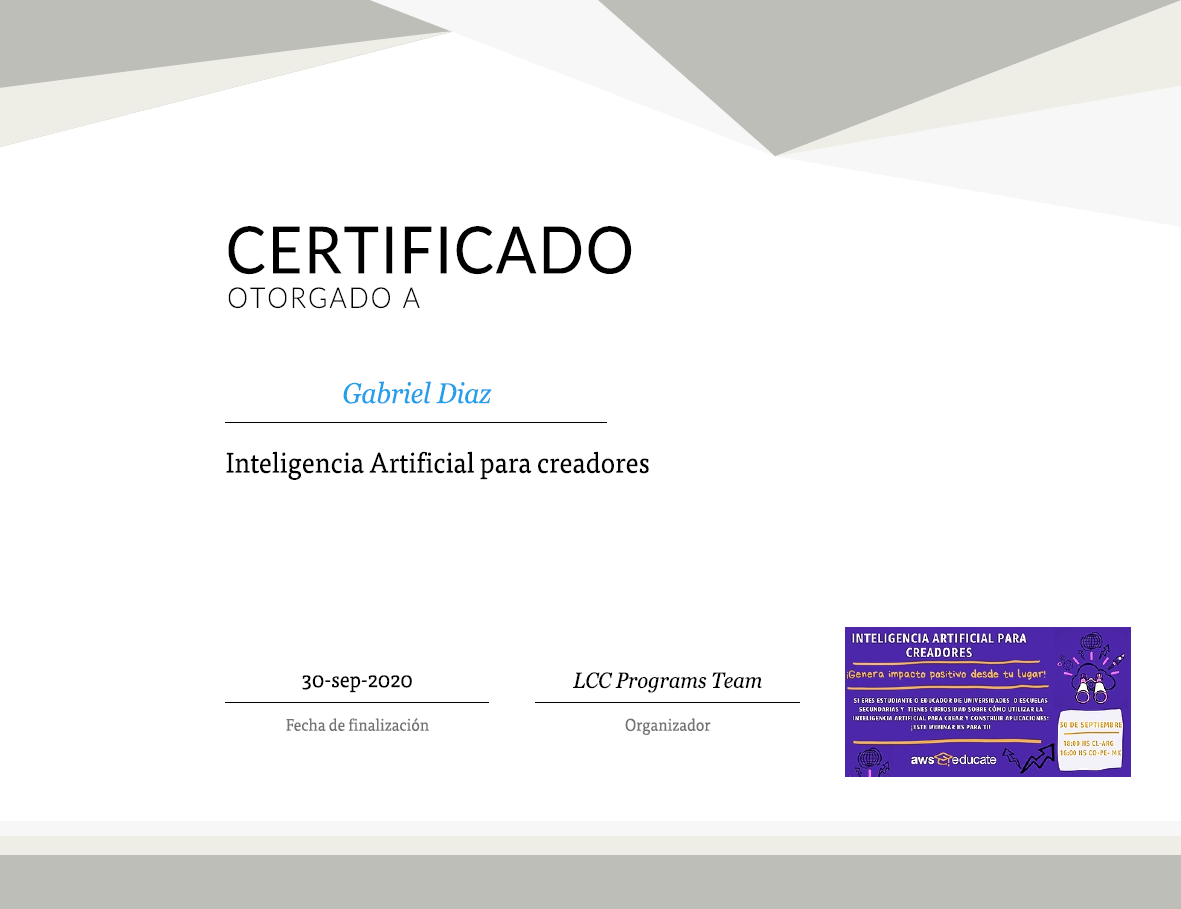 CERTIFICADO
OTORGADO A
Gabriel Diaz
Inteligencia Artificial para creadores
30-sep-2020
Fecha de finalización
LCC Programs Team
Organizador
INTELIGENCIA ARTIFICIAL PARA
CREADORES
¡Genera impacto positivo desde tu lugar!
SI ERES ESTUDIANTE O EDUCADOR DE UNIVERSIDADES O ESCUELAS
SECUNDARIAS Y TIENES CURIOSIDAD SOBRE CÓMO UTILIZAR LA
INTELIGENCIA ARTIFICIAL PARA CREAR Y CONSTRUIR APLICACIONES:
¡ESTE WEBINAR ES PARA TI!
30 DE SEPTIEMBRE
18:00 HS CL-ARG
16:00 HS CO-PE- MX
aws educate